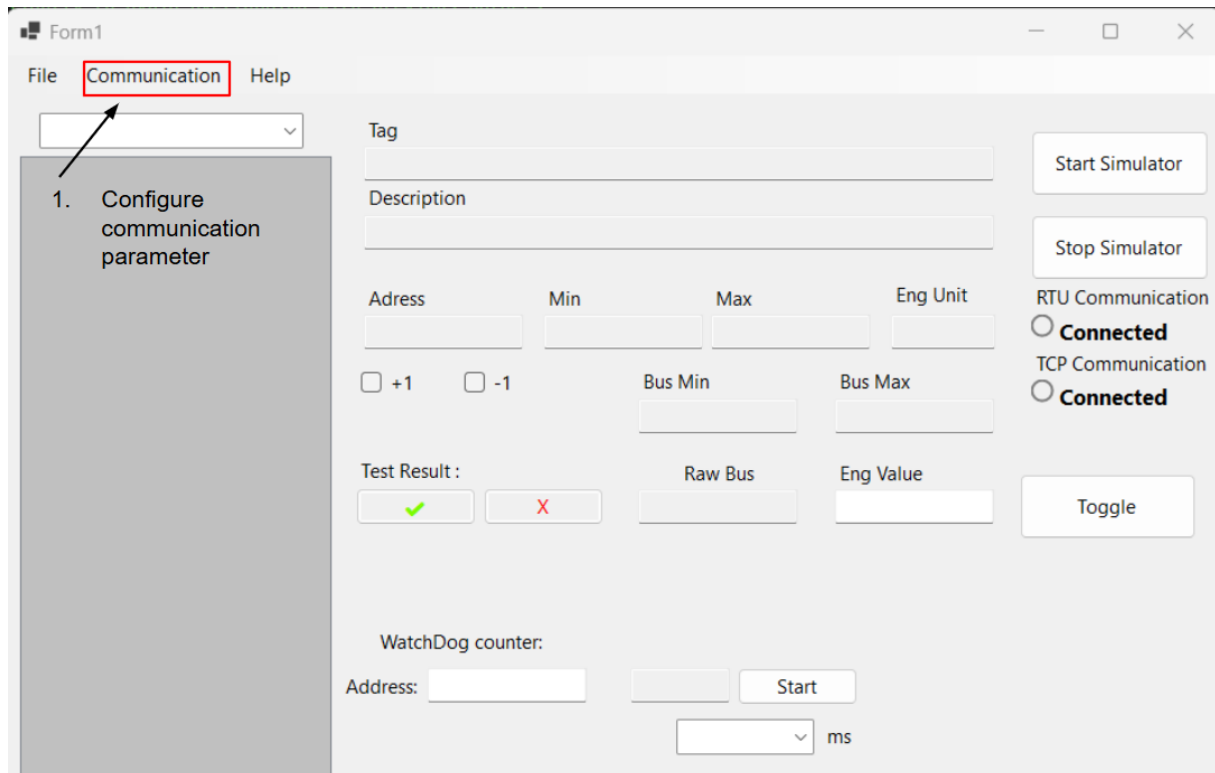 Form1
File Communication Help
1. Configure
communication
parameter
Tag
Description
Adress Min Max Eng Unit
+1 -1 Bus Min Bus Max
Test Result : Raw Bus Eng Value
X
WatchDog counter:
Address: Start
ms
Start Simulator
Stop Simulator
RTU Communication
Connected
TCP Communication
Connected
Toggle